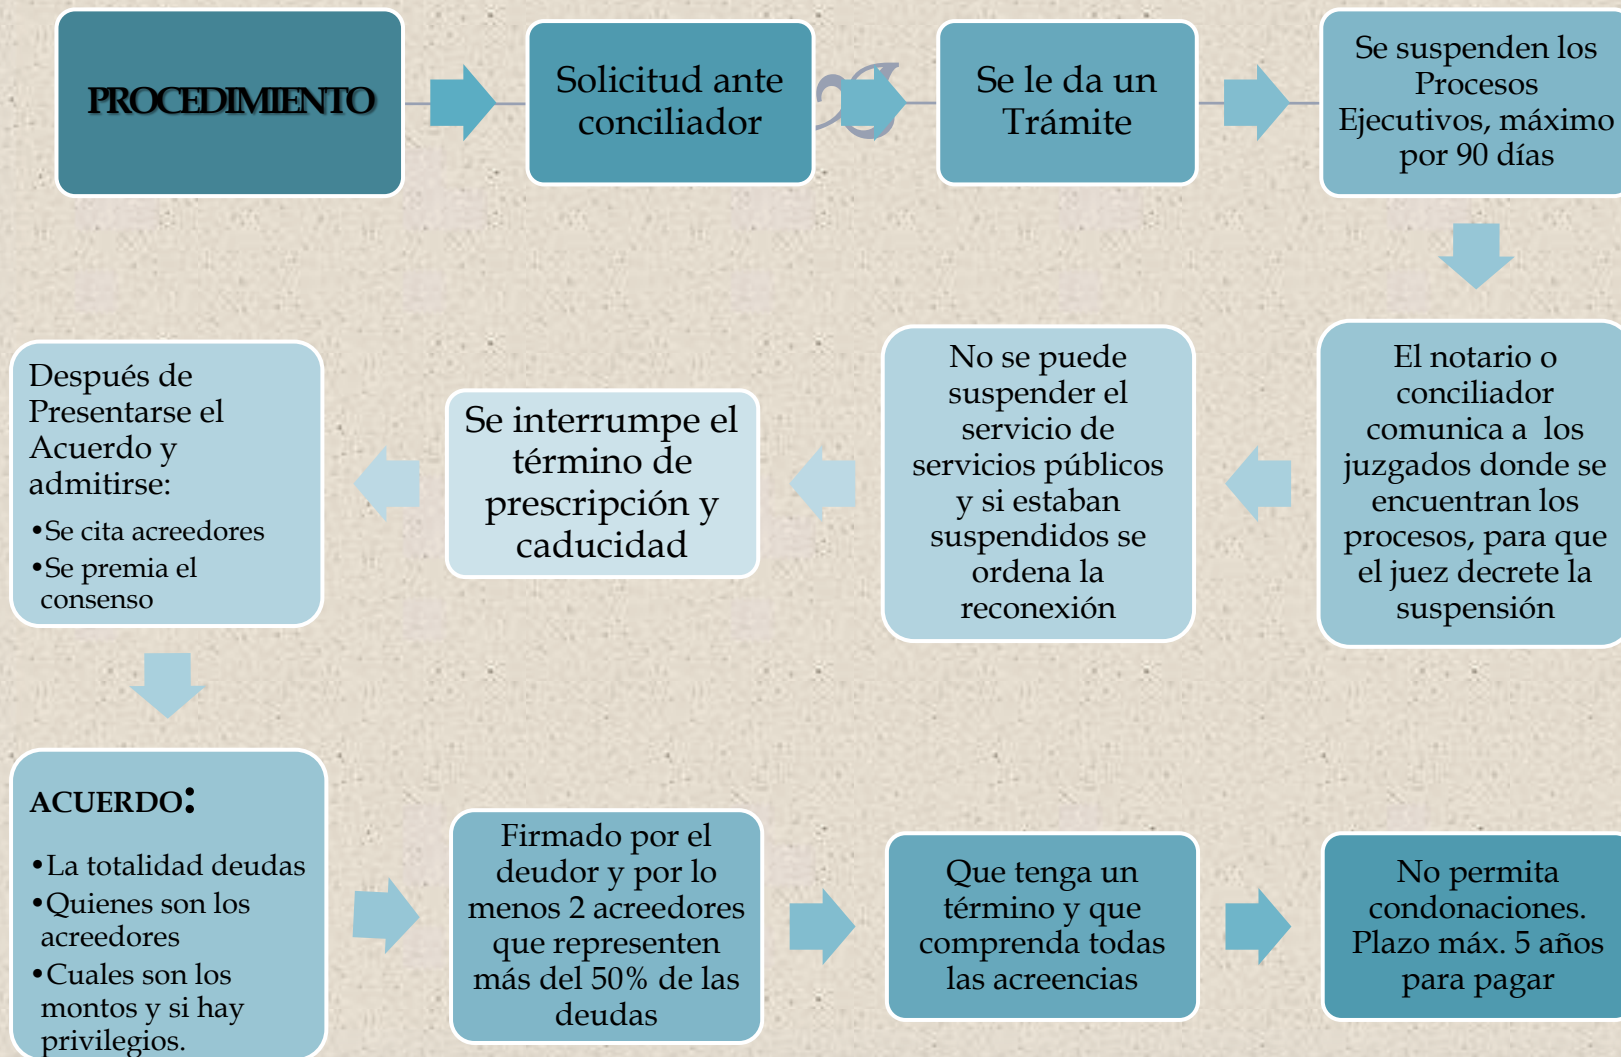 PROCEDIMIENTO
Solicitud ante
conciliador
Se le da un
Trámite
Se suspenden los
Procesos
Ejecutivos, máximo
por 90 días
El notario o
conciliador
comunica a los
juzgados donde se
encuentran los
procesos, para que
el juez decrete la
suspensión
No se puede
suspender el
servicio de
servicios públicos
y si estaban
suspendidos se
ordena la
reconexión
Se interrumpe el
término de
prescripción y
caducidad
Después de
Presentarse el
Acuerdo y
admitirse:
•Se cita acreedores
•Se premia el
consenso
ACUERDO:
•La totalidad deudas
•Quienes son los
acreedores
•Cuales son los
montos y si hay
privilegios.
Firmado por el
deudor y por lo
menos 2 acreedores
que representen
más del 50% de las
deudas
Que tenga un
término y que
comprenda todas
las acreencias
No permita
condonaciones.
Plazo máx. 5 años
para pagar